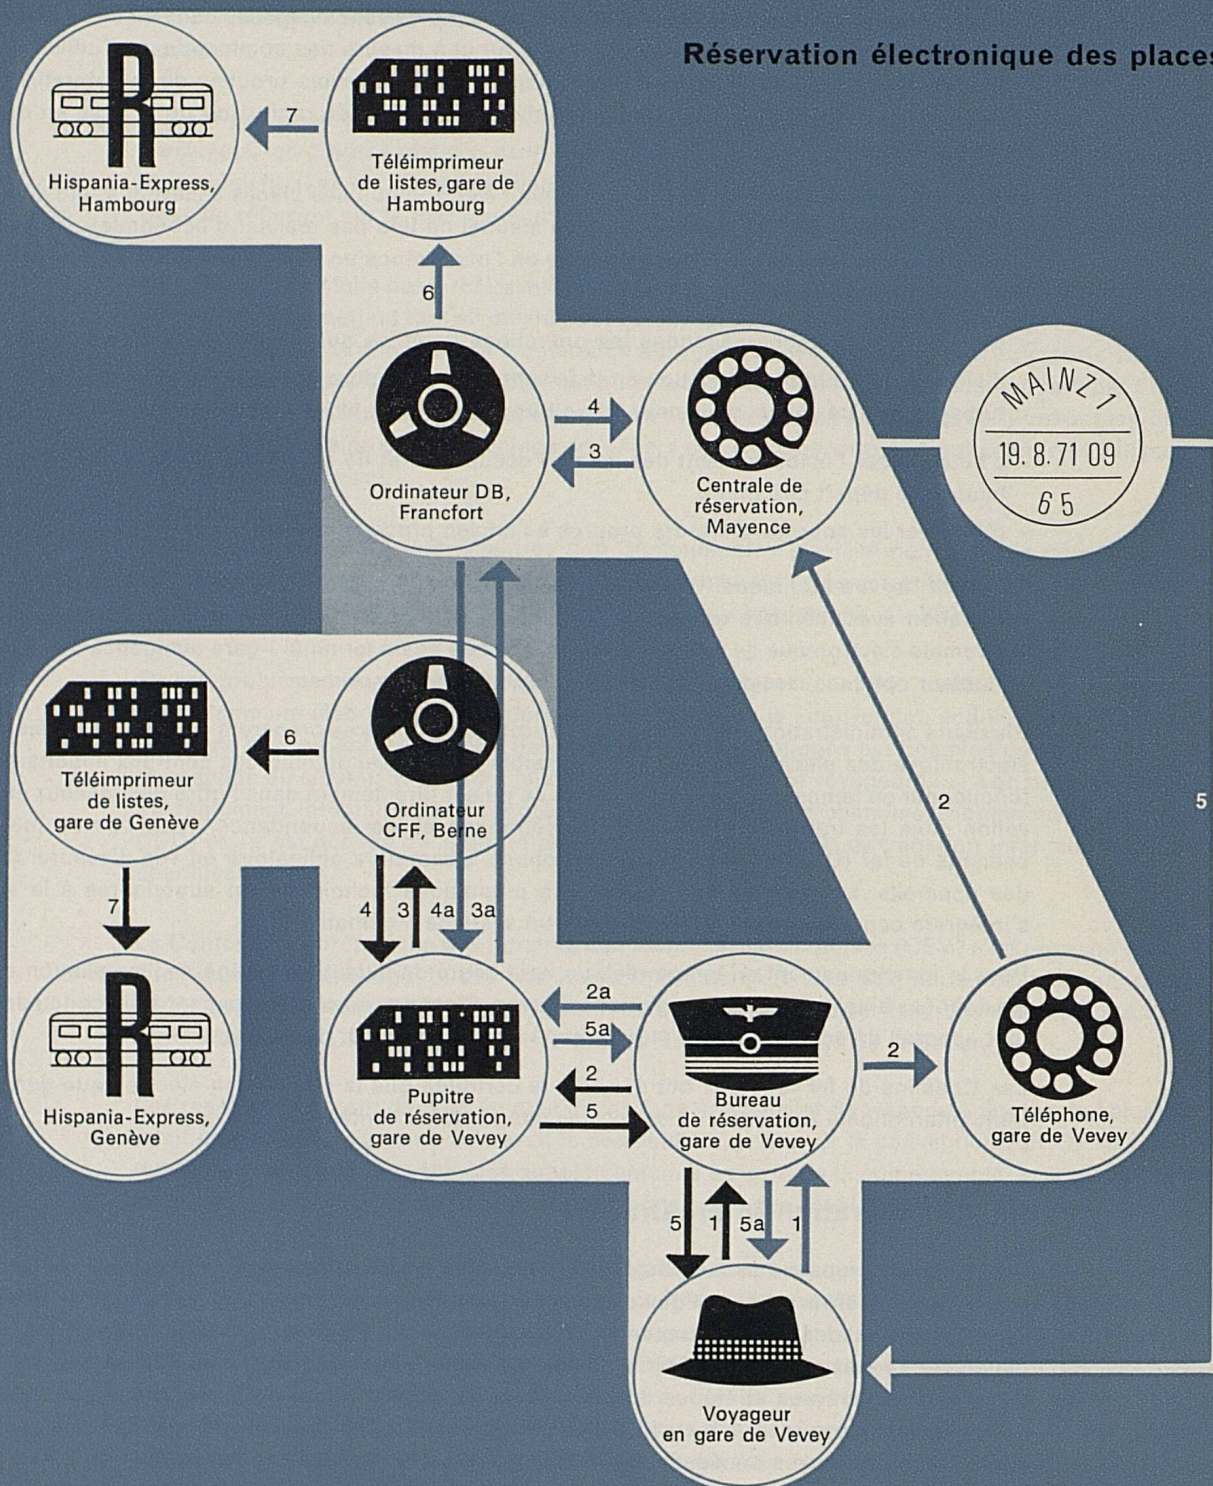 Réservation électronique des places
R
Hispania-Express,
Hambourg
7
Téléimprimeur
de listes, gare de
Hambourg
6
Ordinateur DB,
Francfort
4
3
Centrale de
réservation,
Mayence
MAINZ 1
19. 8. 71 09
65
Téléimprimeur
de listes,
gare de Genève
6
Ordinateur
CFF, Berne
2
5
7
4
3
4a
3a
R
Hispania-Express,
Genève
Pupitre
de réservation,
gare de Vevey
2a
5a
2
5
Bureau
de réservation,
gare de Vevey
2
Téléphone,
gare de Vevey
5
1
5a
1
Voyageur
en gare de Vevey